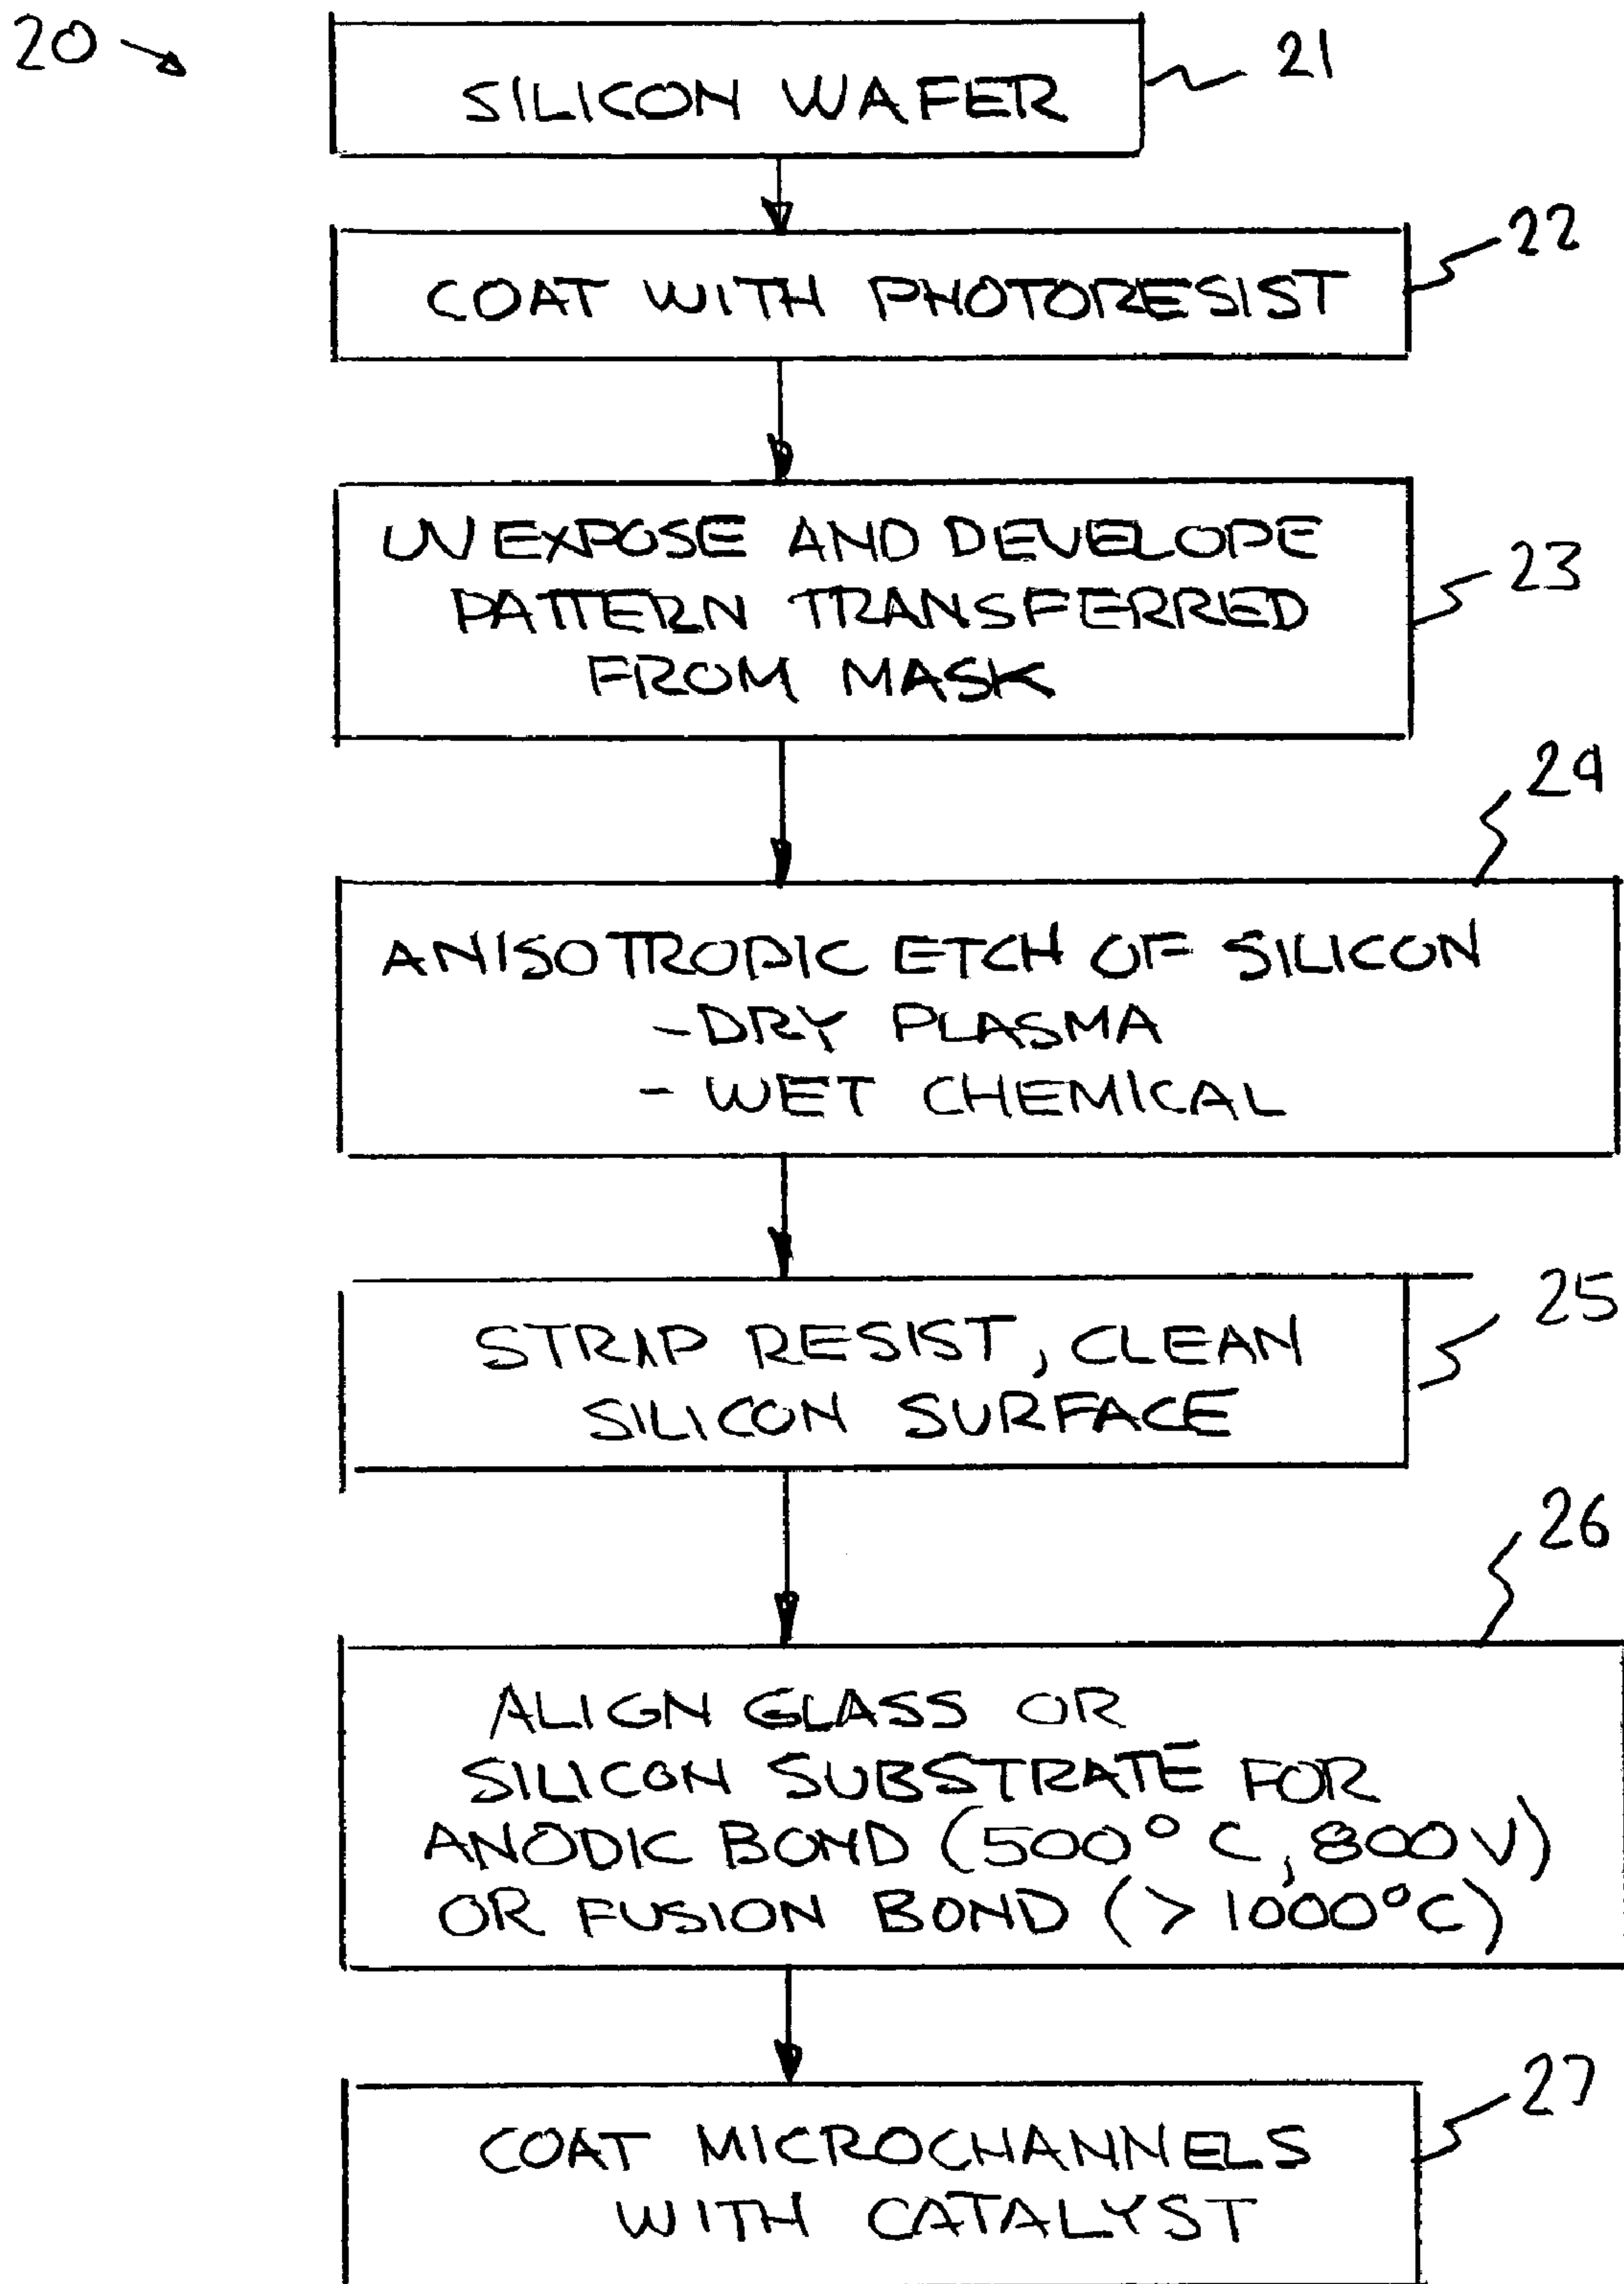 20
SILICON WAFER
21
COAT WITH PHOTORESIST
22
UV EXPOSE AND DEVELOPE
PATTERN TRANSFERRED
FROM MASK
23
24
ANISOTROPIC ETCH OF SILICON
-DRY PLASMA
- WET CHEMICAL
STRIP RESIST, CLEAN
SILICON SURFACE
25
26
ALIGN GLASS OR
SILICON SUBSTRATE FOR
ANODIC BOND (500°C, 800V)
OR FUSION BOND (>1000°C)
27
COAT MICROCHANNELS
WITH CATALYST